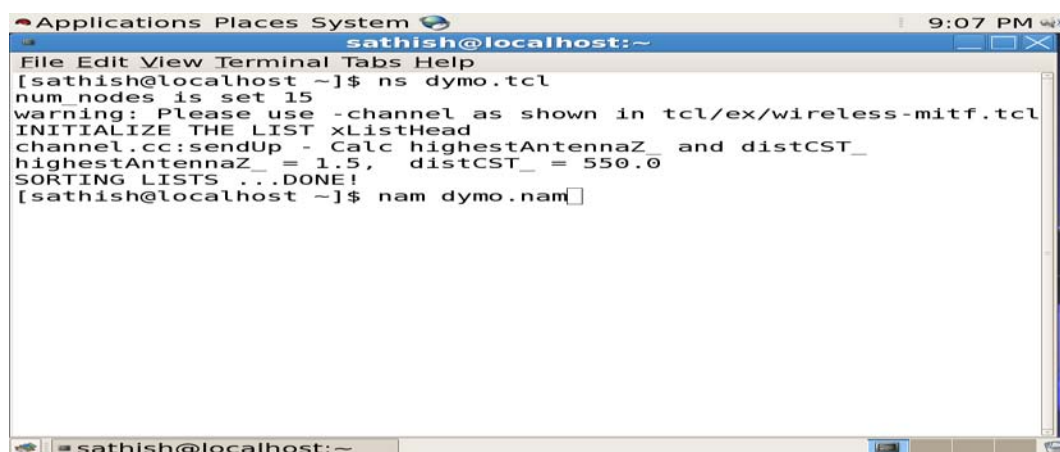 Applications Places System 9:07 PM
sathish@localhost:~
File Edit View Terminal Tabs Help
[sathish@localhost ~]$ ns dymo.tcl
num_nodes is set 15
warning: Please use -channel as shown in tcl/ex/wireless-mitf.tcl
INITIALIZE THE LIST xListHead
channel.cc:sendUp - Calc highestAntennaZ_ and distCST_
highestAntennaZ_ = 1.5,  distCST_ = 550.0
SORTING LISTS ...DONE!
[sathish@localhost ~]$ nam dymo.nam
sathish@localhost:~